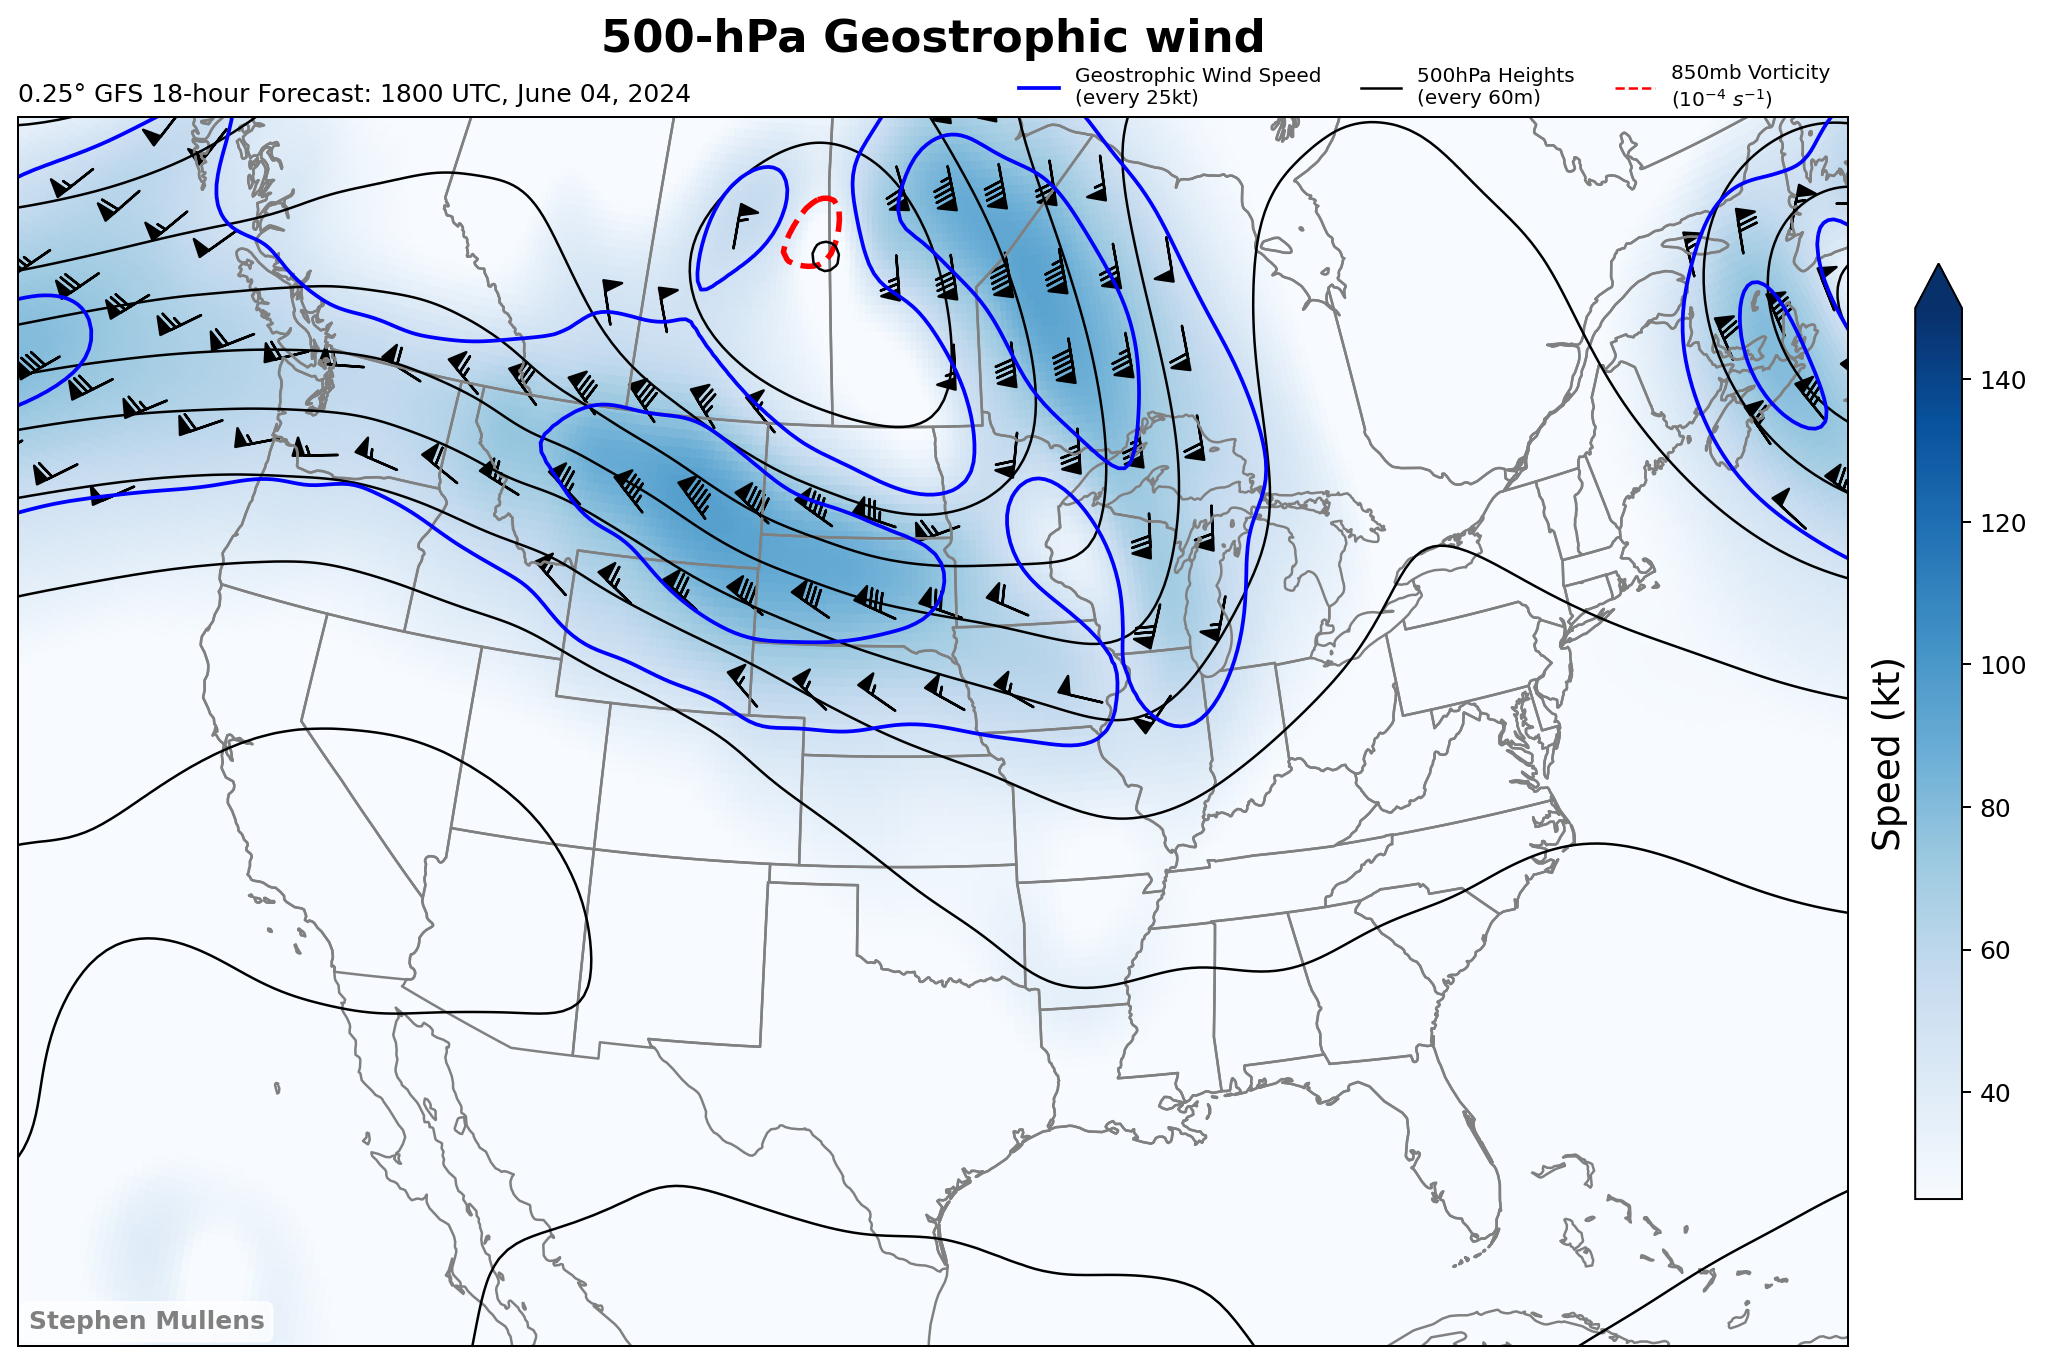 500-hPa Geostrophic wind
0.25° GFS 18-hour Forecast: 1800 UTC, June 04, 2024
Geostrophic Wind Speed
(every 25kt)
500hPa Heights
(every 60m)
850mb Vorticity
(10⁻⁴ s⁻¹)
140
120
100
80
60
40
Speed (kt)
Stephen Mullens